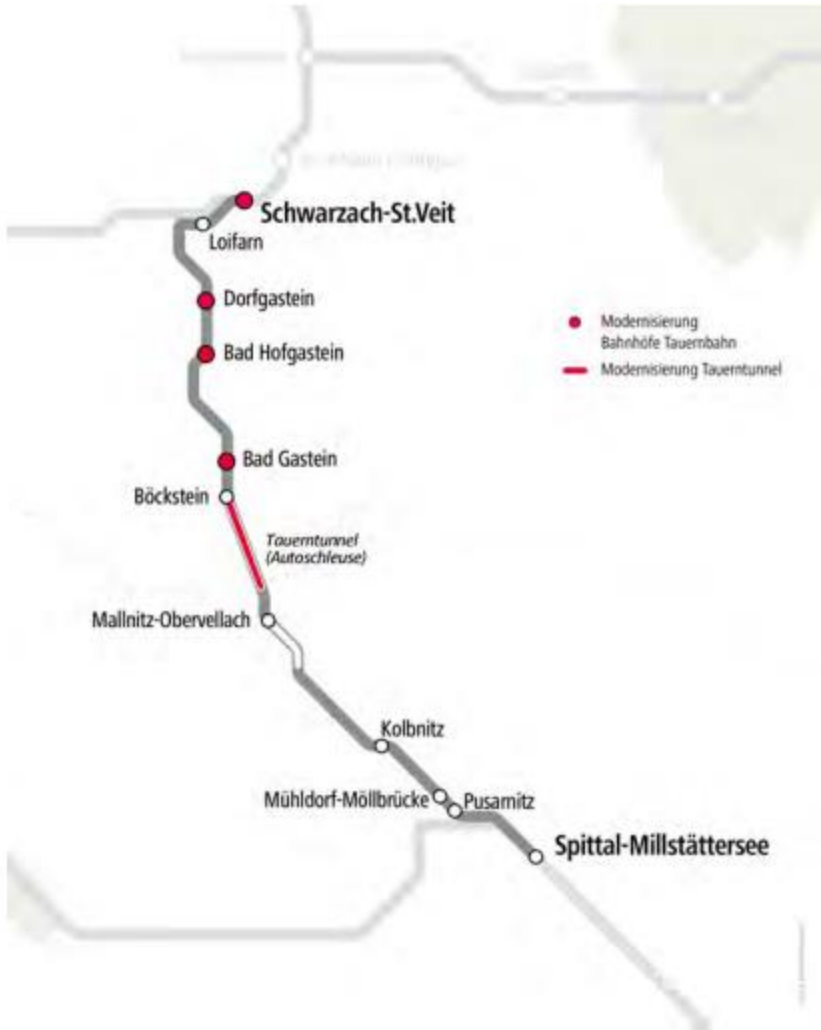 Schwarzach-St.Veit
Loifarn
Dorfgastein
Bad Hofgastein
Modernisierung
Bahnhöfe Tauernbahn
Modernisierung Tauerntunnel
Bad Gastein
Böckstein
Tauerntunnel
(Autoschleuse)
Mallnitz-Obervellach
Kolbnitz
Mühldorf-Möllbrücke
Pusarnitz
Spittal-Millstättersee